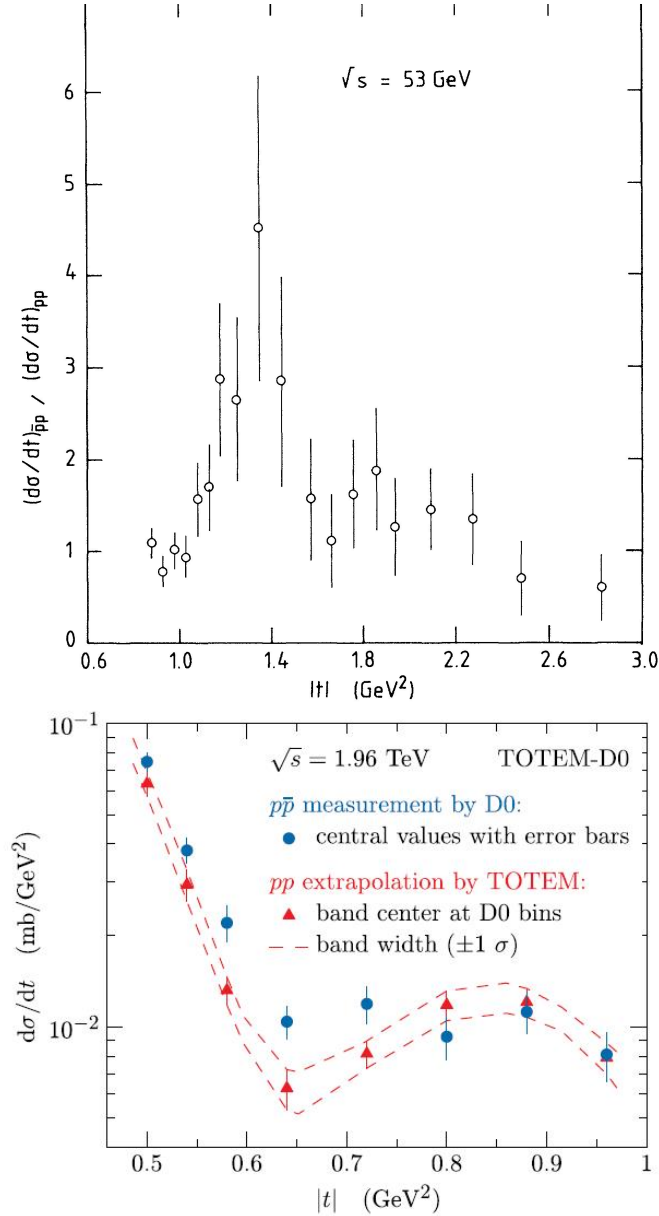 √s = 53 GeV
6
5
4
3
2
1
0
(dσ/dt)p̄p / (dσ/dt)pp
0.6 1.0 1.4 1.8 2.2 2.6 3.0
|t| (GeV²)
10⁻¹
10⁻²
dσ/dt (mb/GeV²)
√s = 1.96 TeV TOTEM-D0
pp̄ measurement by D0:
central values with error bars
pp extrapolation by TOTEM:
band center at D0 bins
band width (±1 σ)
0.5 0.6 0.7 0.8 0.9 1
|t| (GeV²)